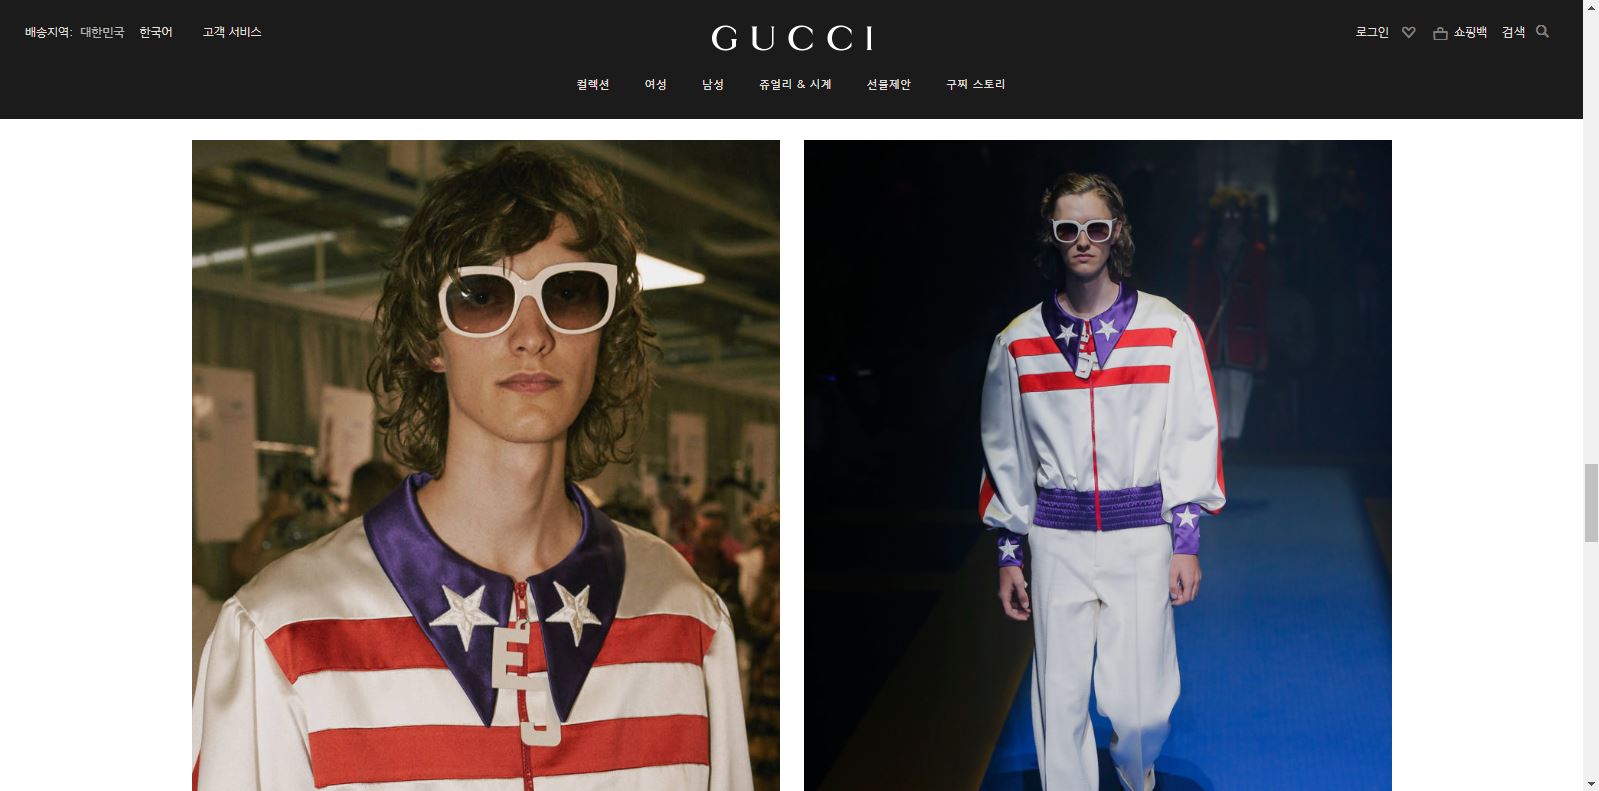 배송지역: 대한민국 한국어 고객 서비스
GUCCI
로그인 쇼핑백 검색
컬렉션 여성 남성 쥬얼리 & 시계 선물제안 구찌 스토리
E
J